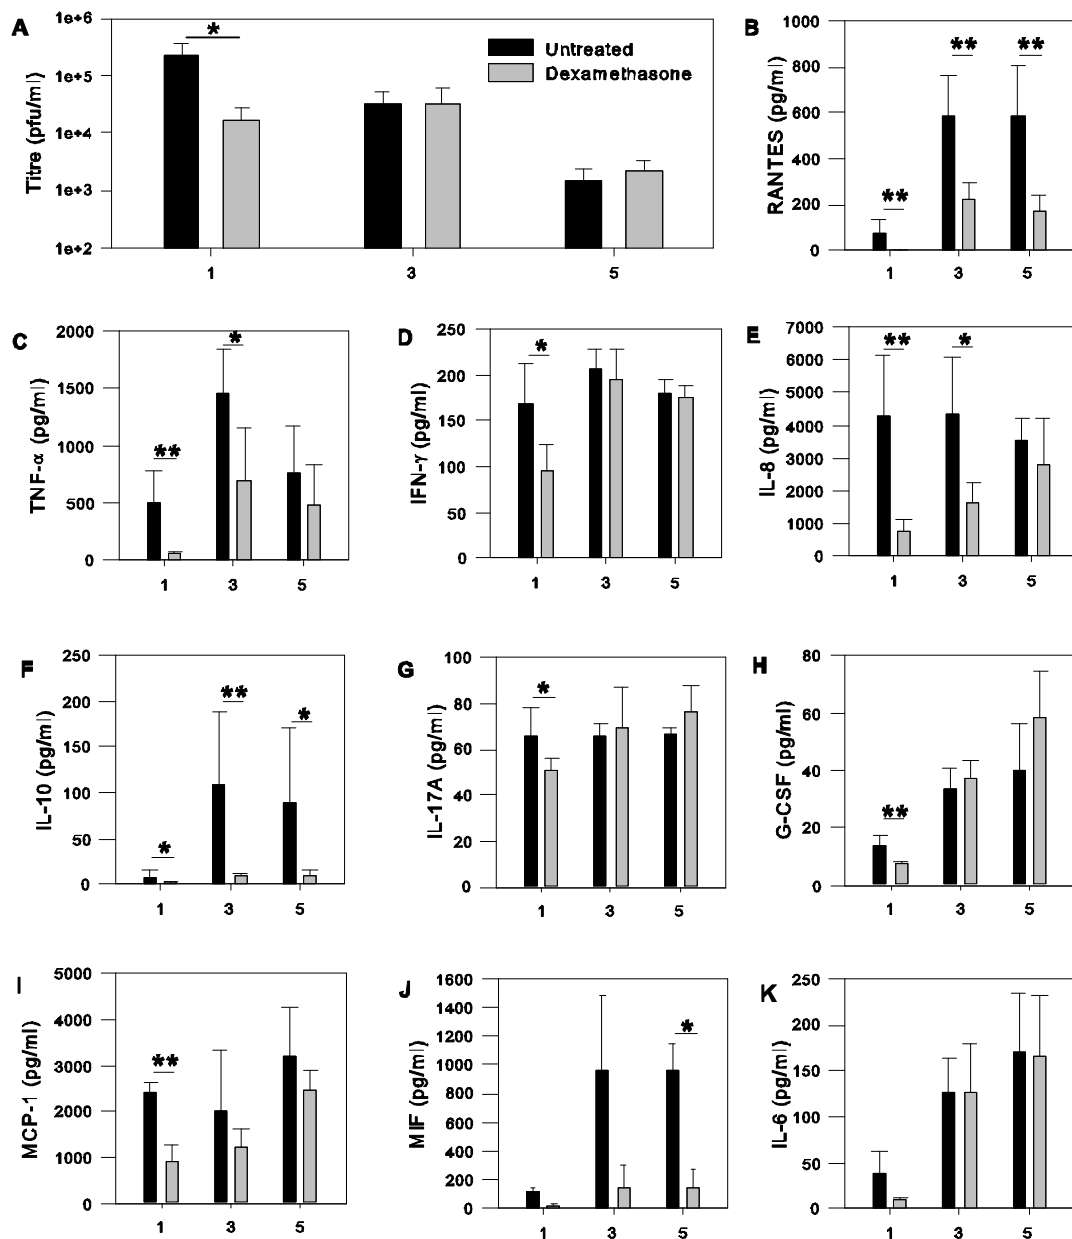 A
Titre (pfu/ml)
1e+6
1e+5
1e+4
1e+3
1e+2
*
Untreated
Dexamethasone
1 3 5
B
RANTES (pg/ml)
1000
800
600
400
200
0
** ** **
1 3 5
C
TNF-α (pg/ml)
2000
1500
1000
500
0
** *
1 3 5
D
IFN-γ (pg/ml)
250
200
150
100
50
0
*
1 3 5
E
IL-8 (pg/ml)
7000
6000
5000
4000
3000
2000
1000
0
** *
1 3 5
F
IL-10 (pg/ml)
250
200
150
100
50
0
* ** *
1 3 5
G
IL-17A (pg/ml)
100
80
60
40
20
0
*
1 3 5
H
G-CSF (pg/ml)
80
60
40
20
0
**
1 3 5
I
MCP-1 (pg/ml)
5000
4000
3000
2000
1000
0
**
1 3 5
J
MIF (pg/ml)
1600
1400
1200
1000
800
600
400
200
0
*
1 3 5
K
IL-6 (pg/ml)
250
200
150
100
50
0
1 3 5